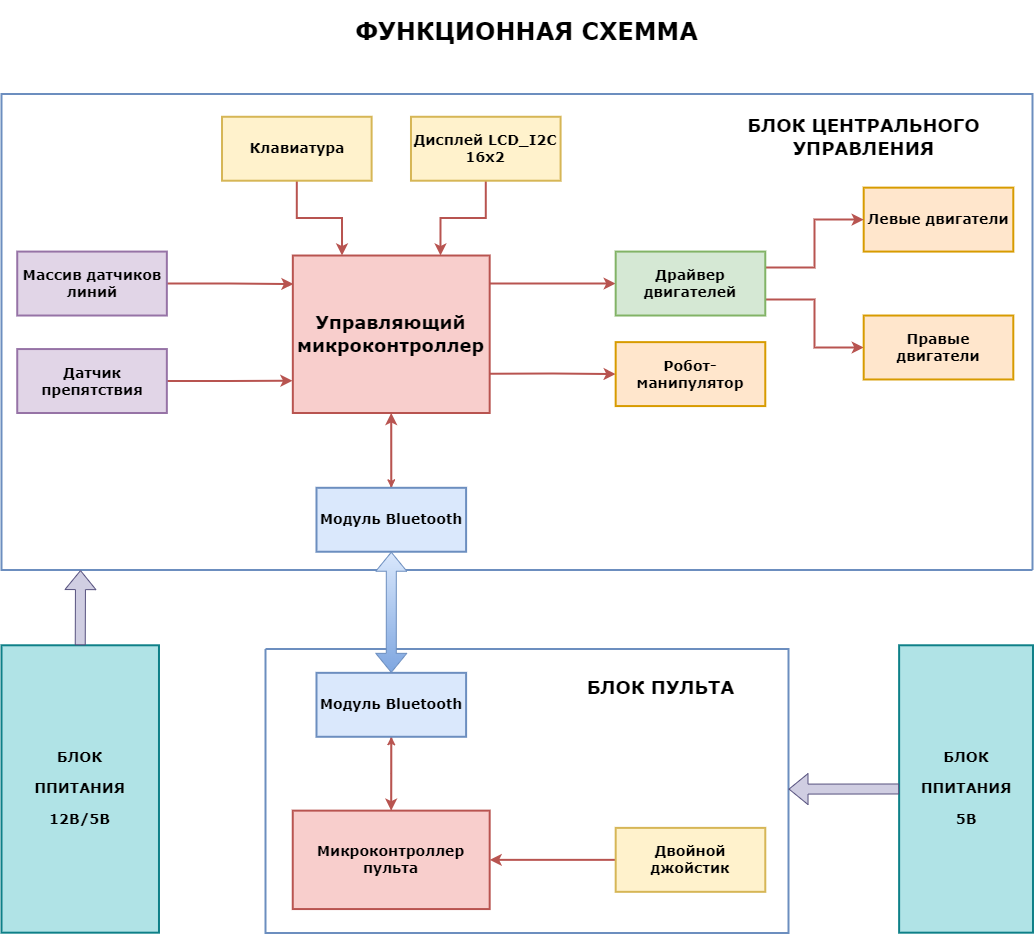 ФУНКЦИОННАЯ СХЕММА
БЛОК ЦЕНТРАЛЬНОГО
УПРАВЛЕНИЯ
Клавиатура
Дисплей LCD_I2C
16x2
Левые двигатели
Массив датчиков
линий
Управляющий
микроконтроллер
Драйвер
двигателей
Правые
двигатели
Датчик
препятствия
Робот-
манипулятор
Модуль Bluetooth
Модуль Bluetooth
БЛОК ПУЛЬТА
БЛОК
ППИТАНИЯ
12В/5В
БЛОК
ППИТАНИЯ
5В
Микроконтроллер
пульта
Двойной
джойстик